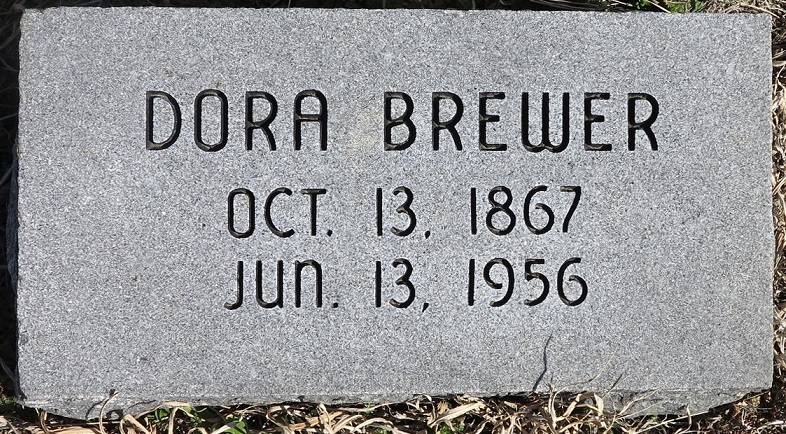 DORA BREWER
OCT. 13, 1867
JUN. 13, 1956